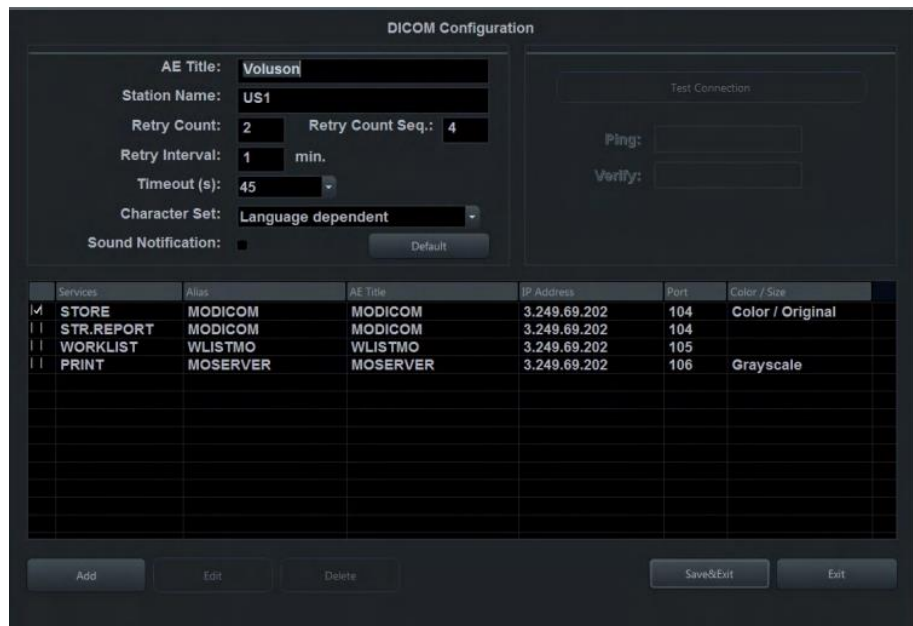 DICOM Configuration
AE Title: Voluson
Station Name: US1
Retry Count: 2 Retry Count Seq.: 4
Retry Interval: 1 min.
Timeout (s): 45
Character Set: Language dependent
Sound Notification: Default
Test Connection
Ping:
Verify:
Services Alias AE Title IP Address Port Color / Size
STORE MODICOM MODICOM 3.249.69.202 104 Color / Original
STR.REPORT MODICOM MODICOM 3.249.69.202 104
WORKLIST WLISTMO WLISTMO 3.249.69.202 105
PRINT MOSERVER MOSERVER 3.249.69.202 106 Grayscale
Add Edit Delete Save&Exit Exit